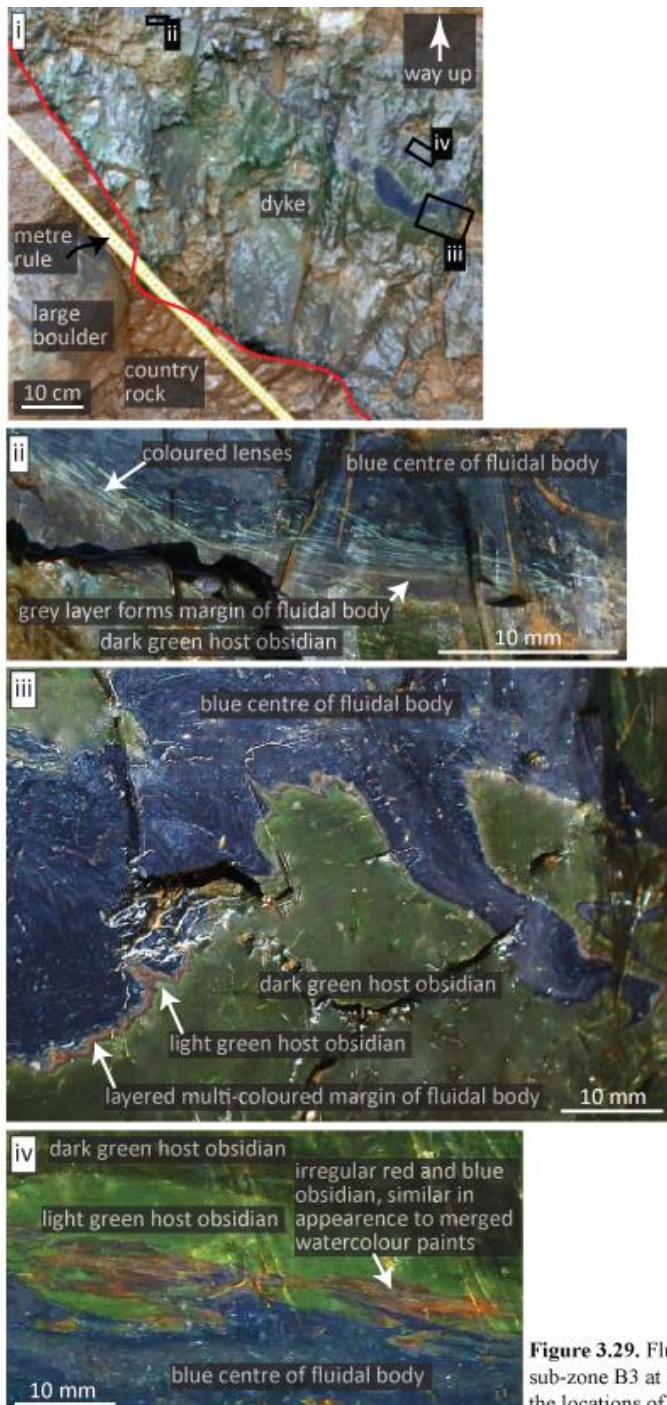 i
ii
way up
iv
dyke
metre
rule
iii
large
boulder
country
rock
10 cm
ii
coloured lenses
blue centre of fluidal body
grey layer forms margin of fluidal body
dark green host obsidian
10 mm
iii
blue centre of fluidal body
dark green host obsidian
light green host obsidian
layered multi-coloured margin of fluidal body
10 mm
iv
dark green host obsidian
irregular red and blue
obsidian, similar in
appearence to merged
watercolour paints
light green host obsidian
blue centre of fluidal body
10 mm
Figure 3.29. Flu
sub-zone B3 at
the locations of